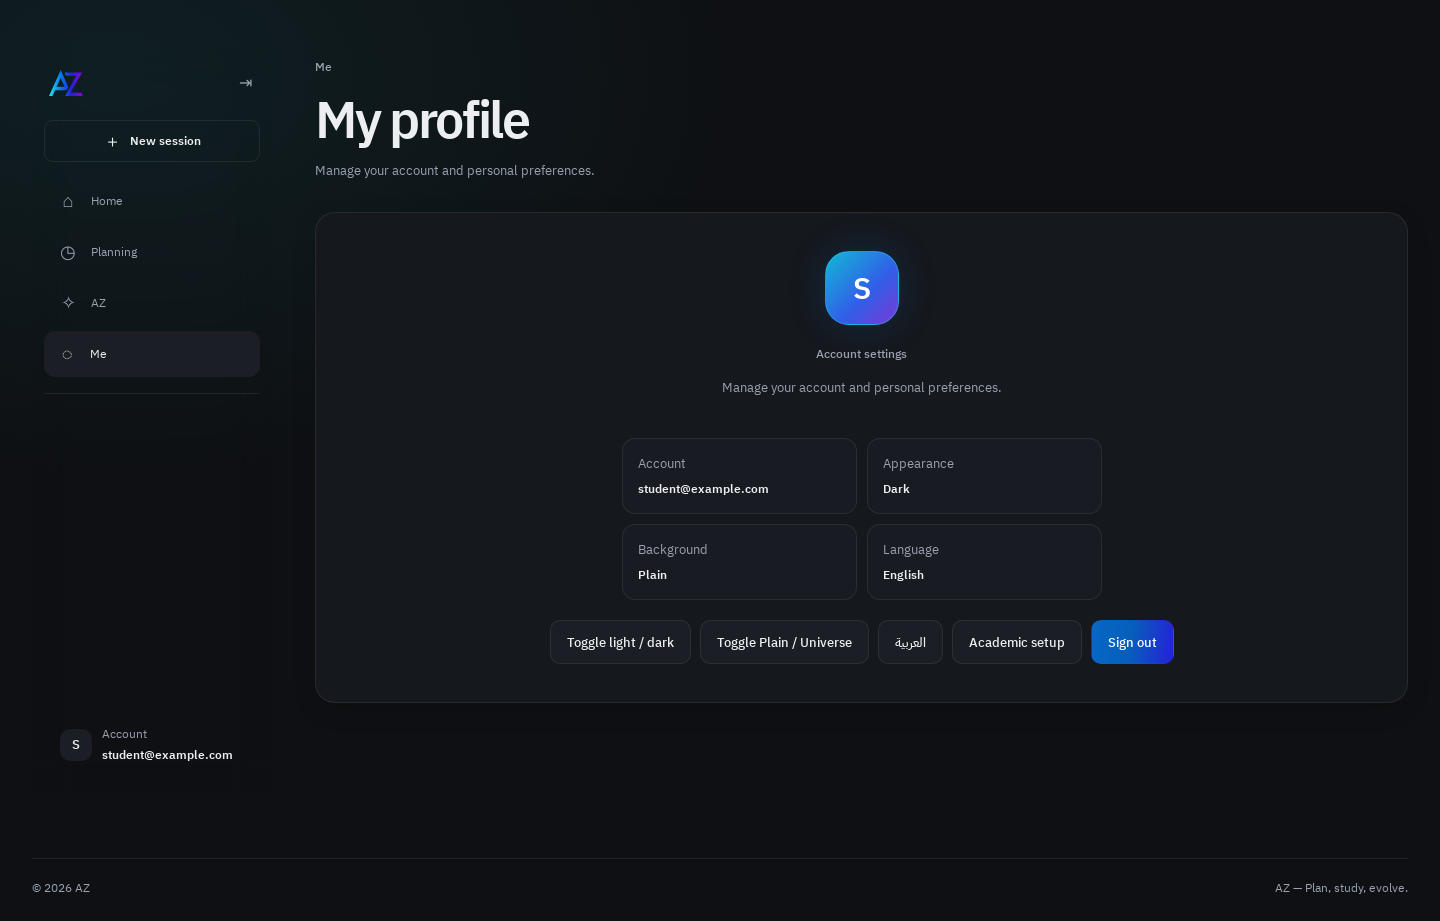 AZ
New session
Home
Planning
AZ
Me
Account
S
student@example.com
Me
My profile
Manage your account and personal preferences.
S
Account settings
Manage your account and personal preferences.
Account
student@example.com
Appearance
Dark
Background
Plain
Language
English
Toggle light / dark
Toggle Plain / Universe
العربية
Academic setup
Sign out
© 2026 AZ
AZ — Plan, study, evolve.